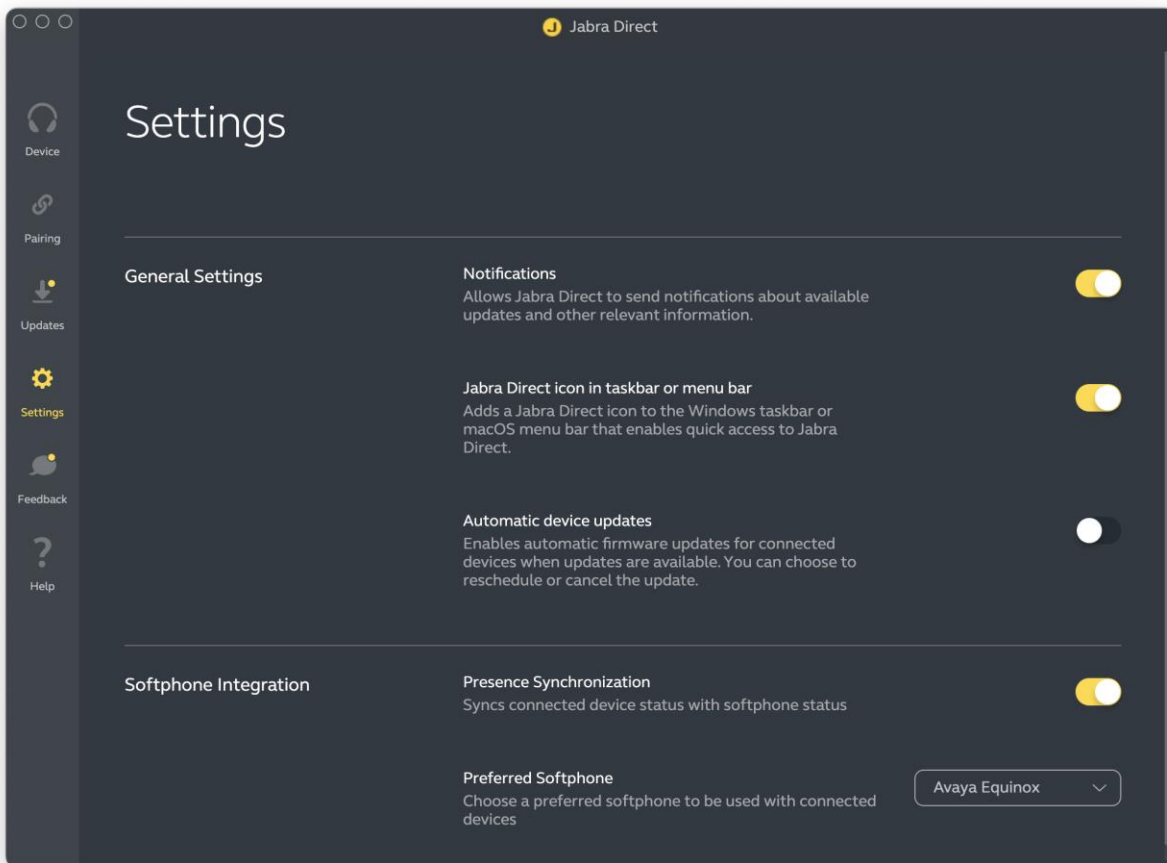 Jabra Direct
Device
Pairing
Updates
Settings
Feedback
Help
Settings
General Settings
Notifications
Allows Jabra Direct to send notifications about available
updates and other relevant information.
Jabra Direct icon in taskbar or menu bar
Adds a Jabra Direct icon to the Windows taskbar or
macOS menu bar that enables quick access to Jabra
Direct.
Automatic device updates
Enables automatic firmware updates for connected
devices when updates are available. You can choose to
reschedule or cancel the update.
Softphone Integration
Presence Synchronization
Syncs connected device status with softphone status
Preferred Softphone
Choose a preferred softphone to be used with connected
devices
Avaya Equinox